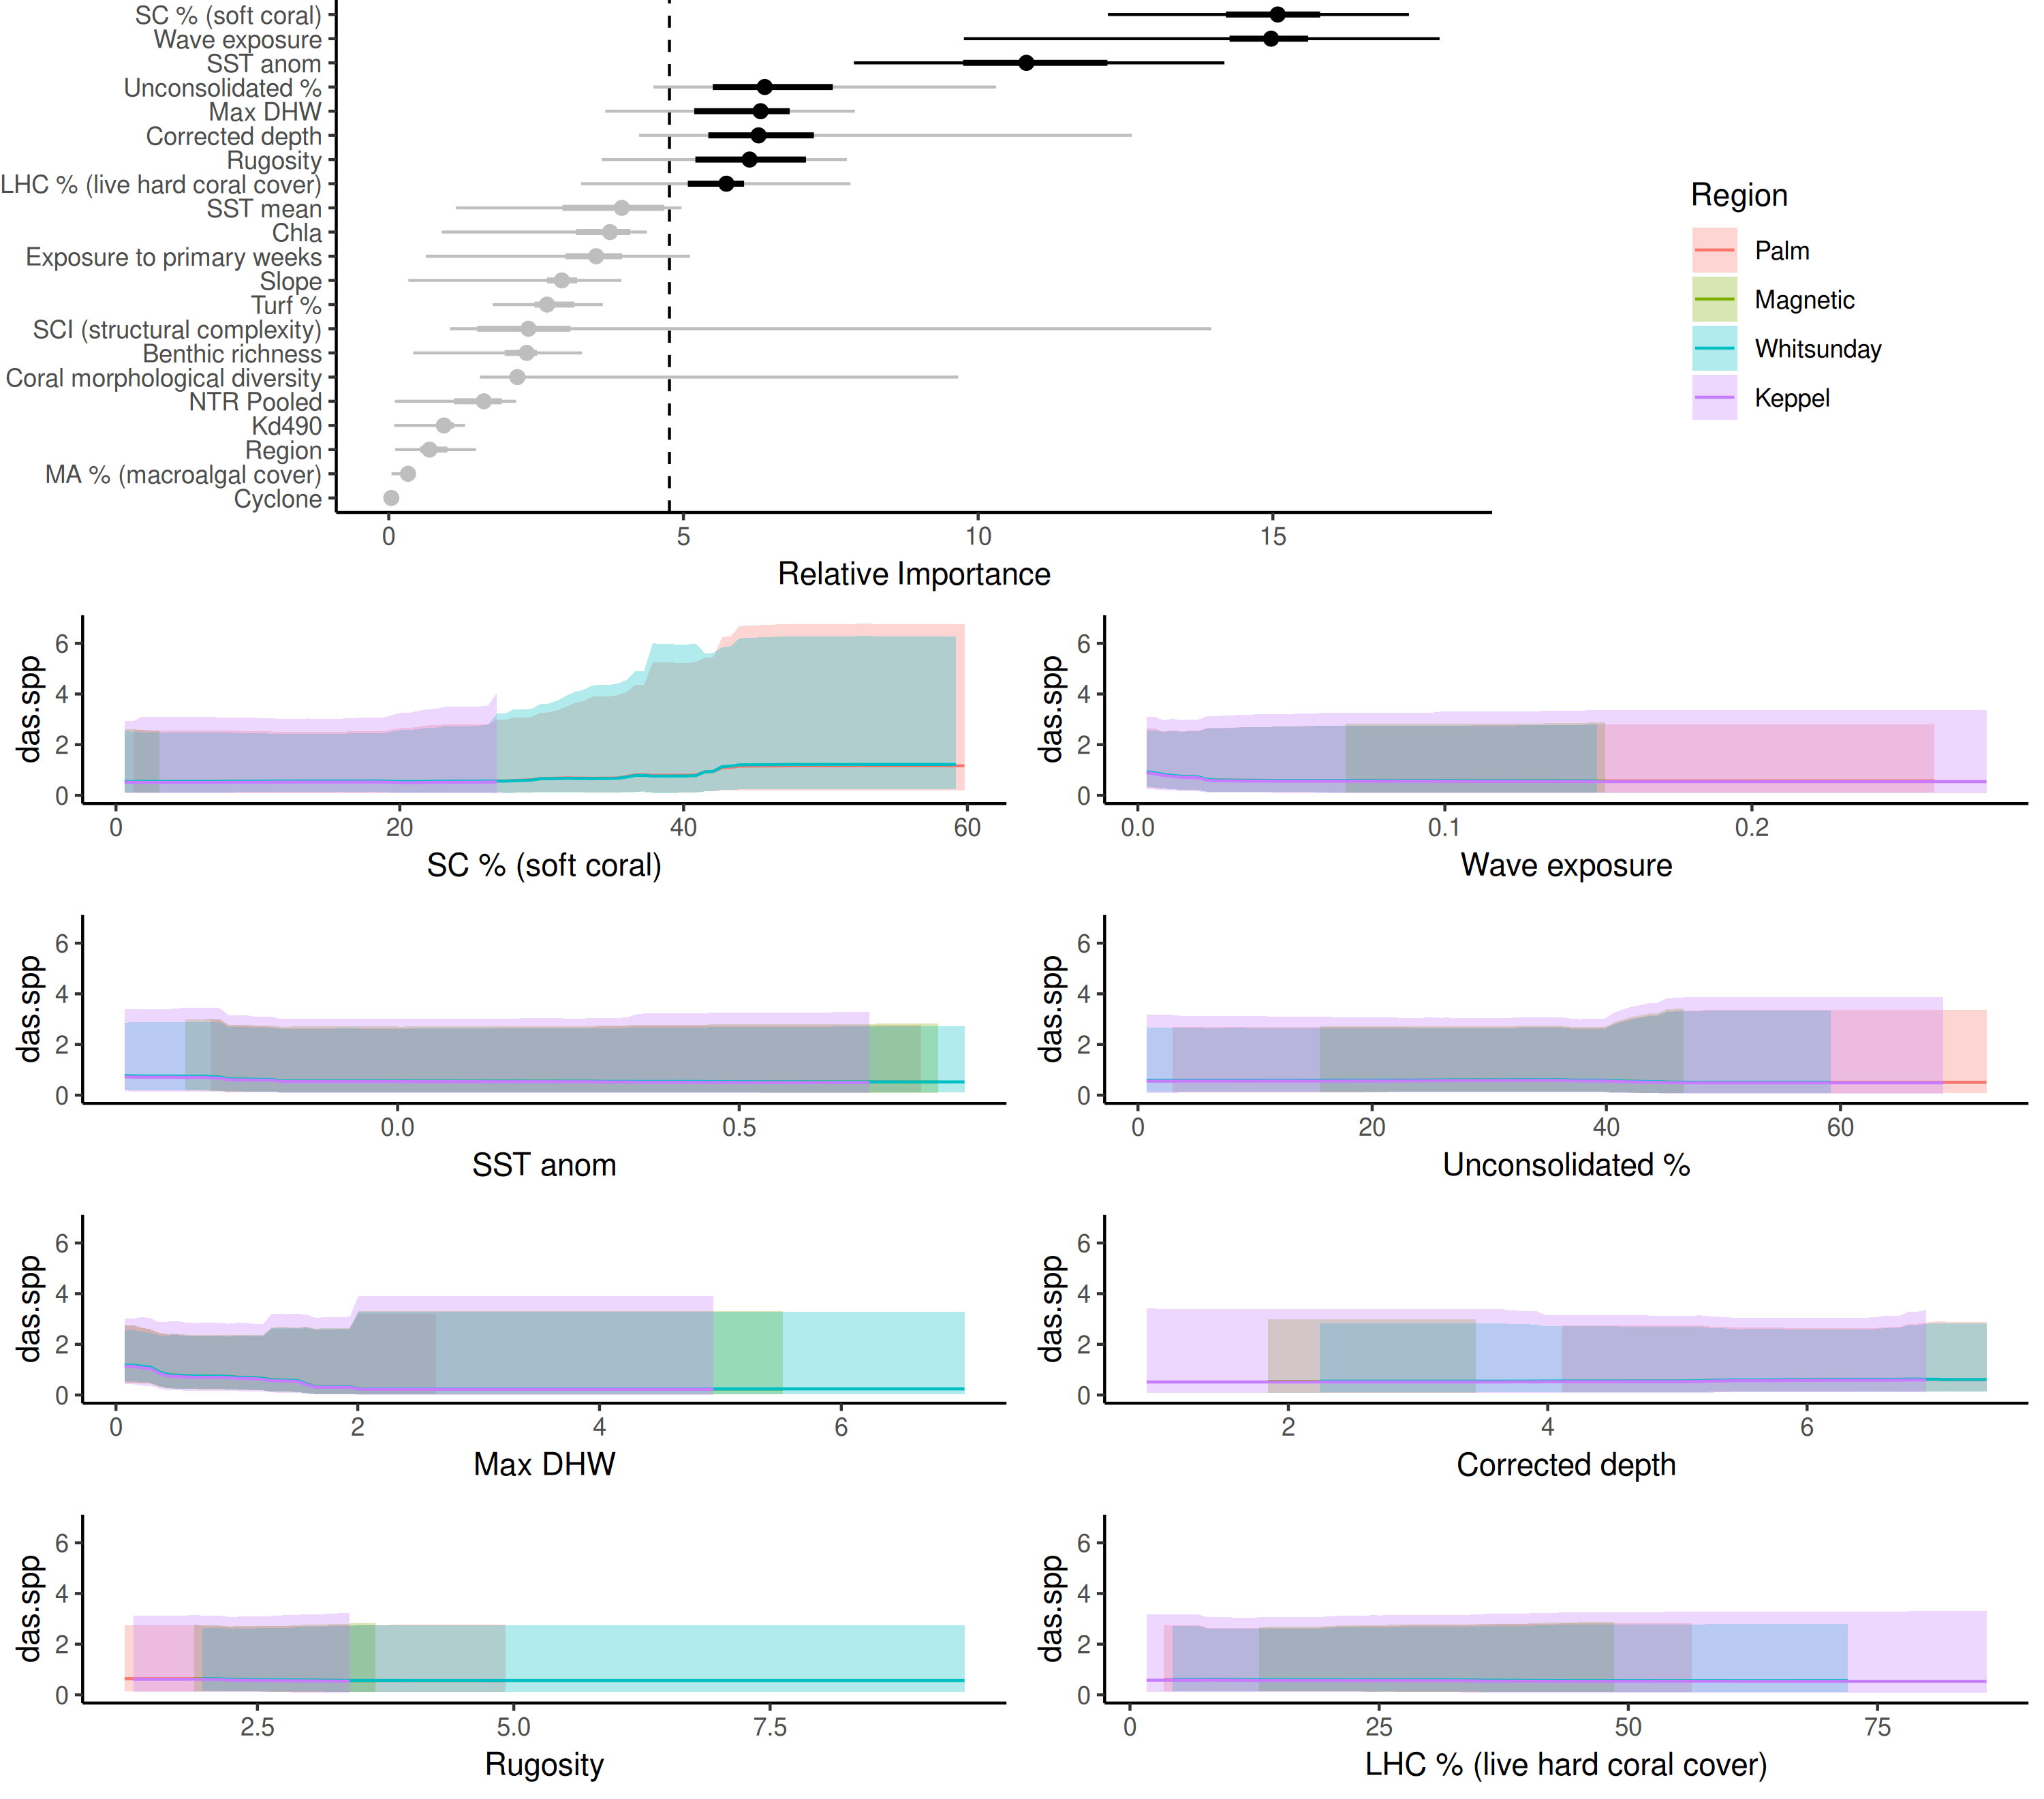 SC % (soft coral)
Wave exposure
SST anom
Unconsolidated %
Max DHW
Corrected depth
Rugosity
LHC % (live hard coral cover)
SST mean
Chla
Exposure to primary weeks
Slope
Turf %
SCI (structural complexity)
Benthic richness
Coral morphological diversity
NTR Pooled
Kd490
Region
MA % (macroalgal cover)
Cyclone
0 5 10 15
Relative Importance
Region
Palm
Magnetic
Whitsunday
Keppel
das.spp
6
4
2
0
0 20 40 60
SC % (soft coral)
das.spp
6
4
2
0
0.0 0.1 0.2
Wave exposure
das.spp
6
4
2
0
0.0 0.5
SST anom
das.spp
6
4
2
0
0 20 40 60
Unconsolidated %
das.spp
6
4
2
0
0 2 4 6
Max DHW
das.spp
6
4
2
0
2 4 6
Corrected depth
das.spp
6
4
2
0
2.5 5.0 7.5
Rugosity
das.spp
6
4
2
0
0 25 50 75
LHC % (live hard coral cover)